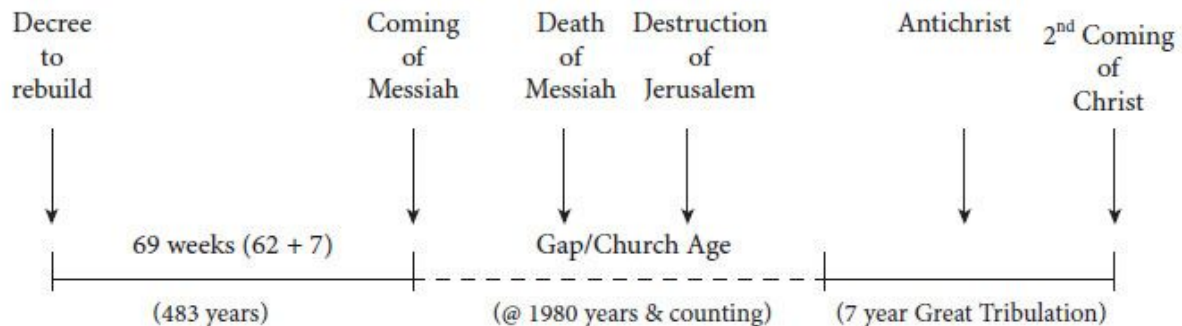 Decree
to
rebuild
Coming
of
Messiah
Death
of
Messiah
Destruction
of
Jerusalem
Antichrist
2nd Coming
of
Christ
69 weeks (62 + 7)
Gap/Church Age
(483 years)
(@ 1980 years & counting)
(7 year Great Tribulation)